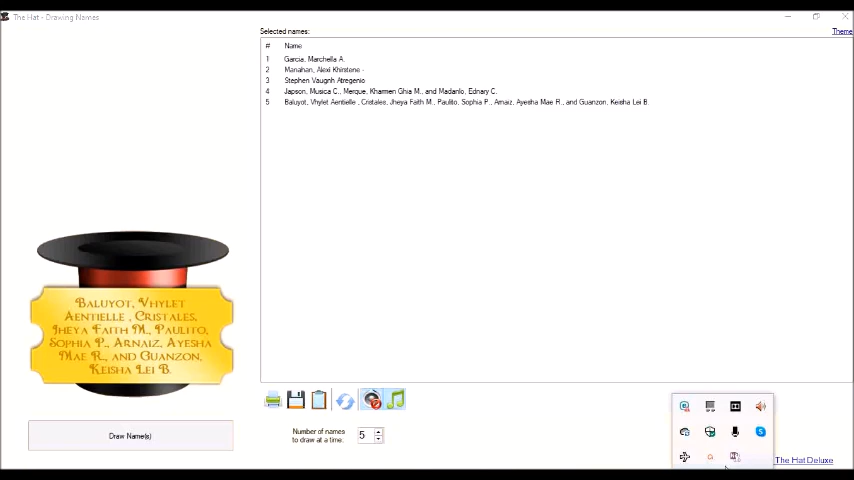 The Hat - Drawing Names
Selected names:
Theme
# Name
1 Garcia, Marchella A.
2 Manahan, Alexi Khirstene -
3 Stephen Vaugnh Atregenio
4 Japson, Musica C., Merque, Kharmen Ghia M., and Madanlo, Ednary C.
5 Baluyot, Vhylet Aentielle , Cristales, Jheya Faith M., Paulito, Sophia P., Arnaiz, Ayesha Mae R., and Guanzon, Keisha Lei B.
Baluyot, Vhylet
Aentielle , Cristales,
Jheya Faith M., Paulito,
Sophia P., Arnaiz, Ayesha
Mae R., and Guanzon,
Keisha Lei B.
Draw Name(s)
Number of names
to draw at a time:
5
The Hat Deluxe